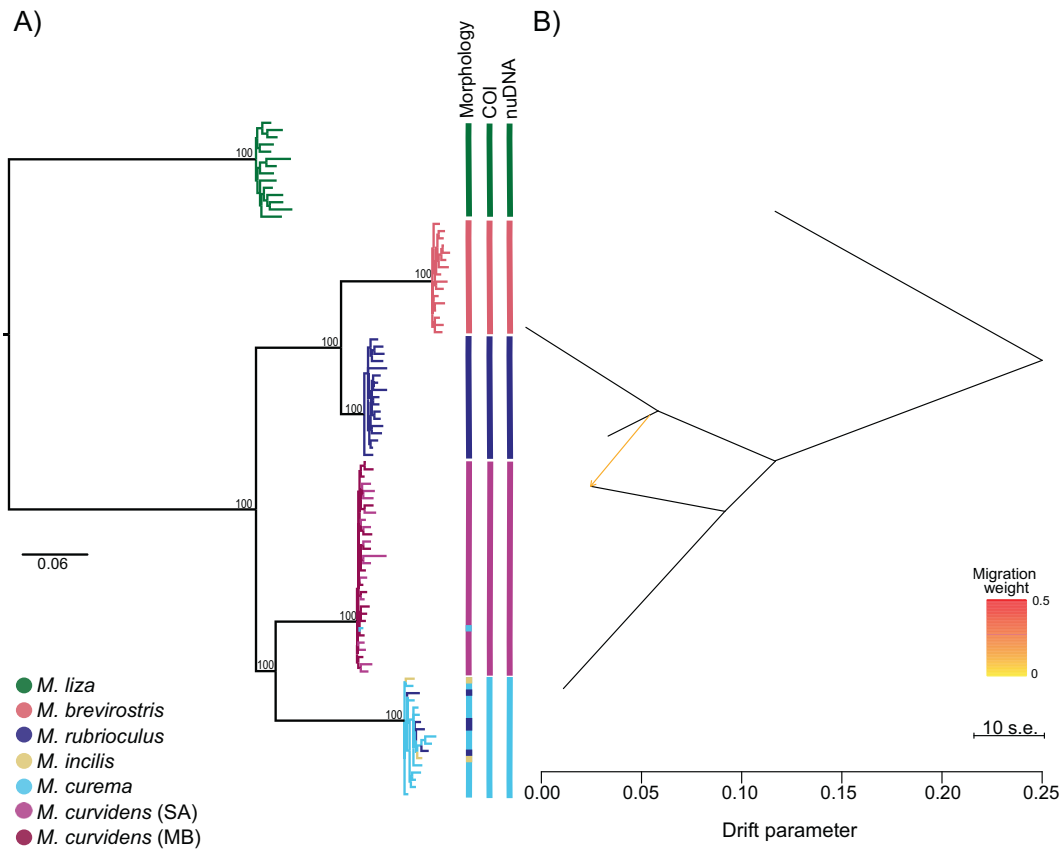 A)
B)
Morphology
COI
nuDNA
100
100
100
100
100
100
100
100
0.06
M. liza
M. brevirostris
M. rubrioculus
M. incilis
M. curema
M. curvidens (SA)
M. curvidens (MB)
Migration
weight
0.5
0
10 s.e.
0.00
0.05
0.10
0.15
0.20
0.25
Drift parameter